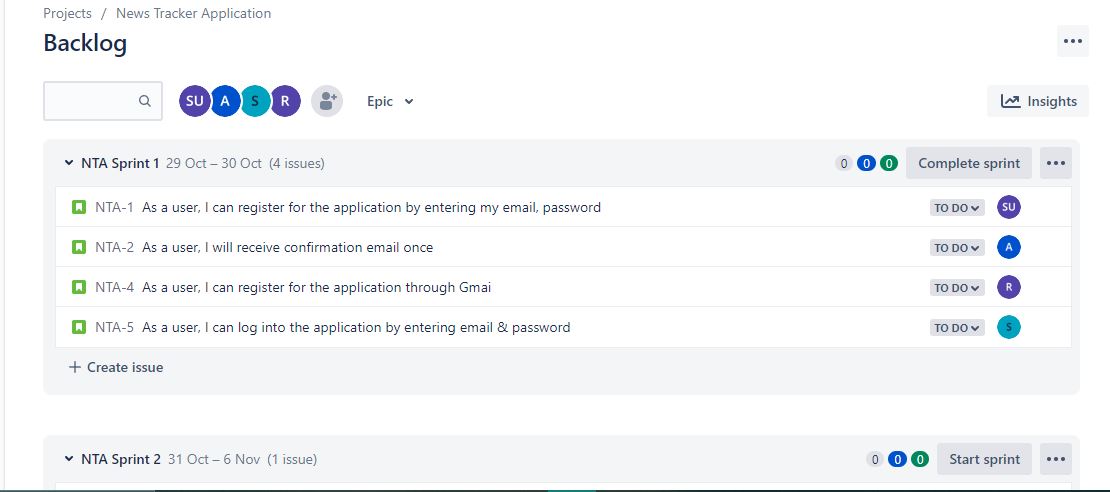 Projects / News Tracker Application
Backlog
SU A S R Epic Insights
NTA Sprint 1 29 Oct – 30 Oct (4 issues) 0 0 0 Complete sprint
NTA-1 As a user, I can register for the application by entering my email, password TO DO SU
NTA-2 As a user, I will receive confirmation email once TO DO A
NTA-4 As a user, I can register for the application through Gmai TO DO R
NTA-5 As a user, I can log into the application by entering email & password TO DO S
+ Create issue
NTA Sprint 2 31 Oct – 6 Nov (1 issue) 0 0 0 Start sprint